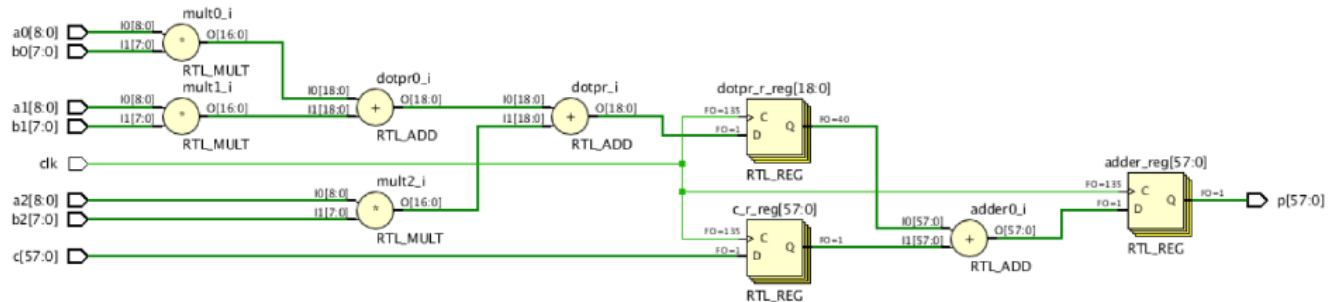 mult0_i
a0[8:0] I0[8:0] O[16:0]
b0[7:0] I1[7:0] *
RTL_MULT
mult1_i
a1[8:0] I0[8:0] O[16:0]
b1[7:0] I1[7:0] *
RTL_MULT
dotpr0_i
I0[18:0] O[18:0]
I1[18:0] +
RTL_ADD
dotpr_i
I0[18:0] O[18:0]
I1[18:0] +
RTL_ADD
clk
mult2_i
a2[8:0] I0[8:0] O[16:0]
b2[7:0] I1[7:0] *
RTL_MULT
c[57:0]
dotpr_r_reg[18:0]
FO=135 C
FO=1 D Q FO=40
RTL_REG
c_r_reg[57:0]
FO=135 C
FO=1 D Q FO=1
RTL_REG
adder0_i
I0[57:0] O[57:0]
I1[57:0] +
RTL_ADD
adder_reg[57:0]
FO=135 C
FO=1 D Q FO=1
RTL_REG
p[57:0]